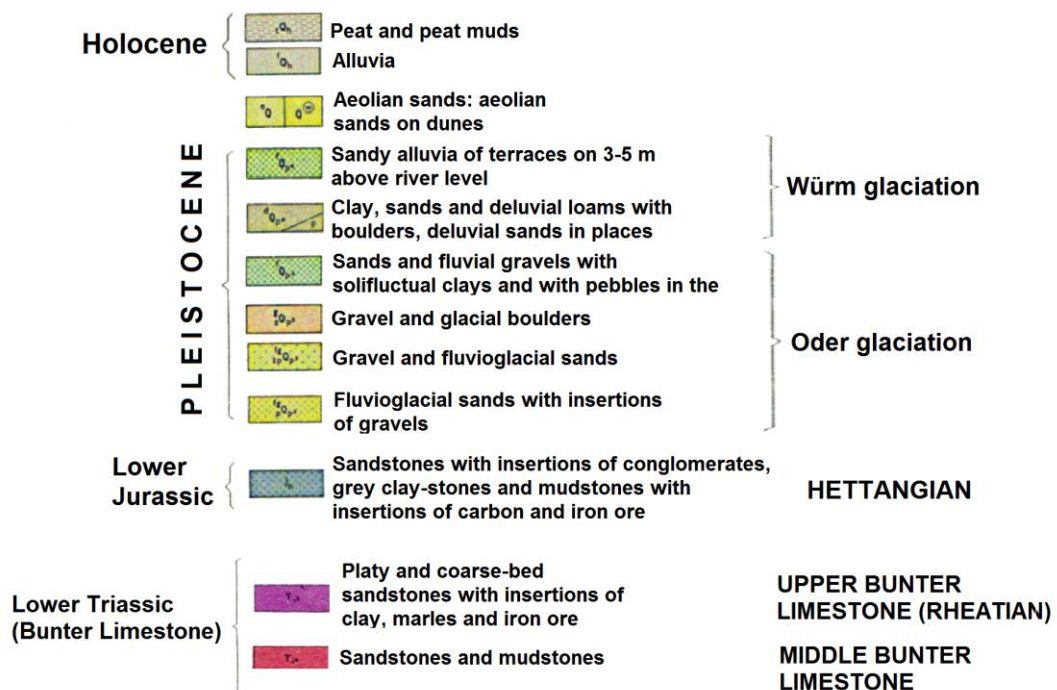 Holocene
Peat and peat muds
Alluvia
Aeolian sands: aeolian
sands on dunes
PLEISTOCENE
Sandy alluvia of terraces on 3-5 m
above river level
Clay, sands and deluvial loams with
boulders, deluvial sands in places
Würm glaciation
Sands and fluvial gravels with
solifluctual clays and with pebbles in the
Gravel and glacial boulders
Gravel and fluvioglacial sands
Fluvioglacial sands with insertions
of gravels
Oder glaciation
Lower
Jurassic
Sandstones with insertions of conglomerates,
grey clay-stones and mudstones with
insertions of carbon and iron ore
HETTANGIAN
Lower Triassic
(Bunter Limestone)
Platy and coarse-bed
sandstones with insertions of
clay, marles and iron ore
UPPER BUNTER
LIMESTONE (RHEATIAN)
Sandstones and mudstones
MIDDLE BUNTER
LIMESTONE